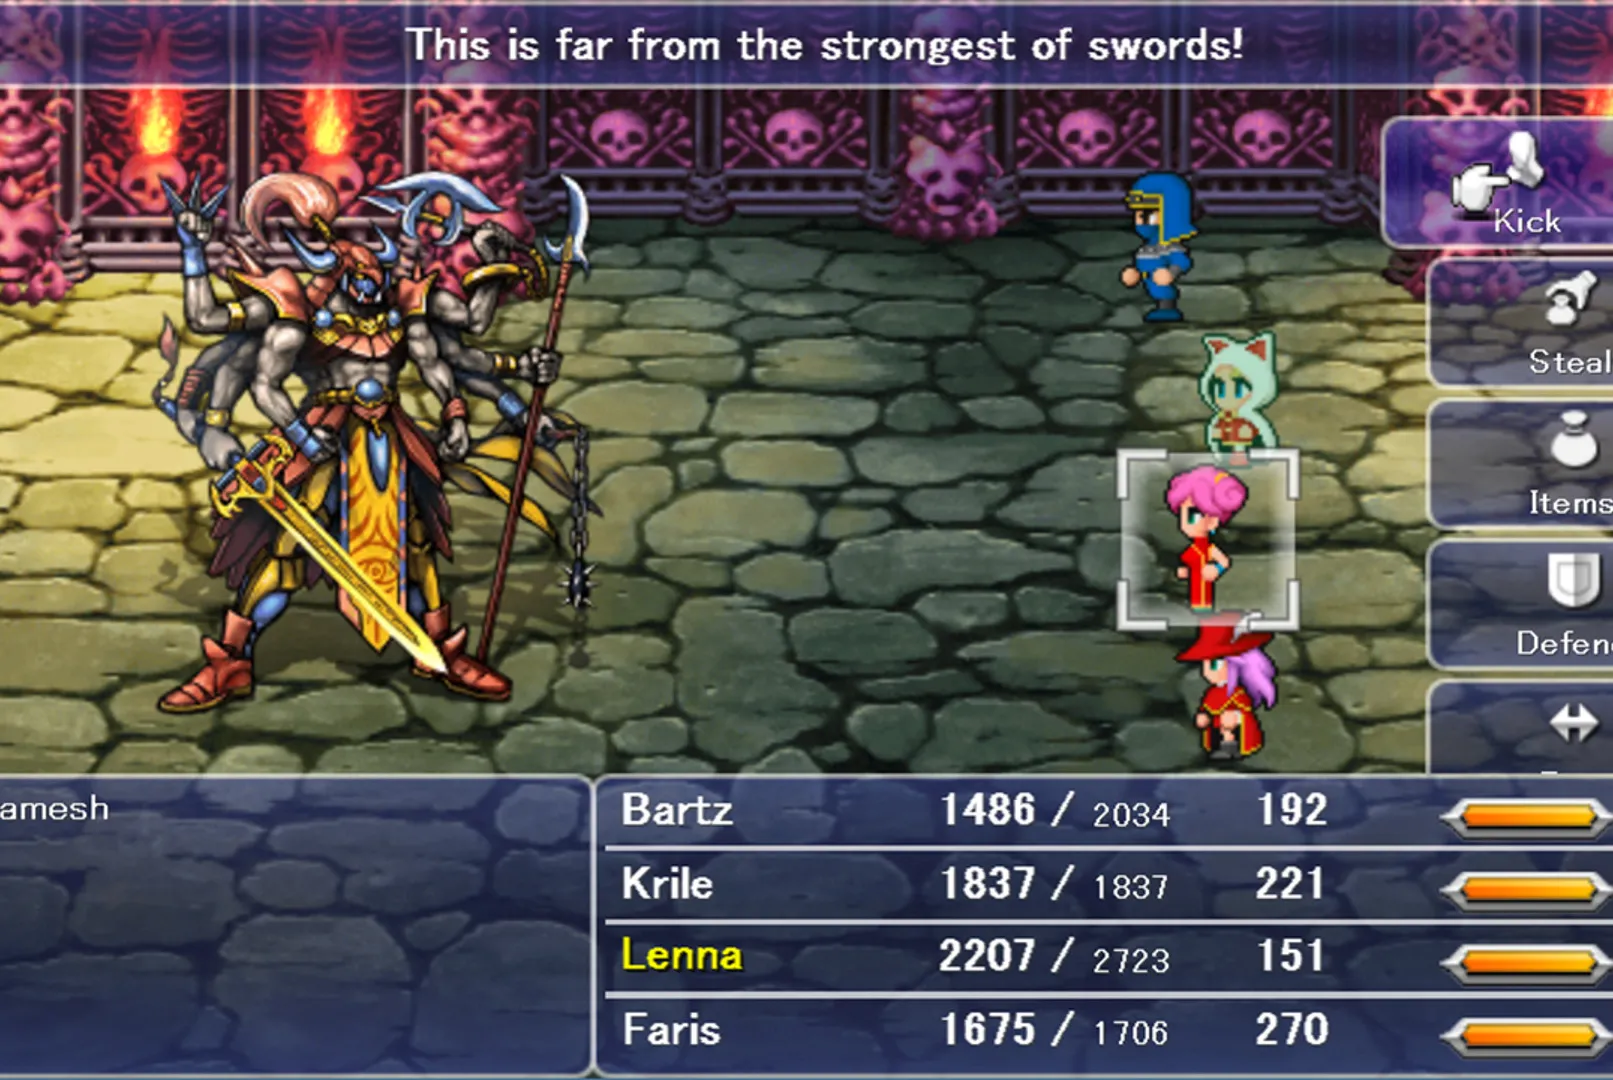 This is far from the strongest of swords!
Kick
Steal
Items
Defen
amesh
Bartz 1486 / 2034 192
Krile 1837 / 1837 221
Lenna 2207 / 2723 151
Faris 1675 / 1706 270